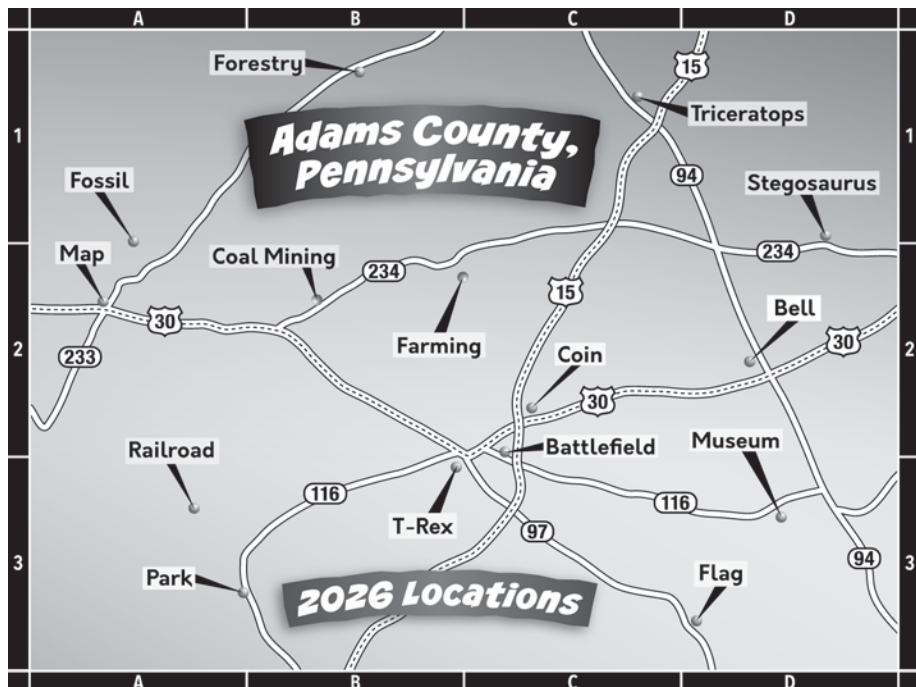 A B C D
Forestry
15
Triceratops
Adams County,
Pennsylvania
1 1
94
Fossil
Stegosaurus
Map
Coal Mining
234
234
15
Bell
30
30
Farming
2 2
233
Coin
30
Railroad
Battlefield
Museum
116
116
T-Rex
97
94
3 3
Park
Flag
2026 Locations
A B C D